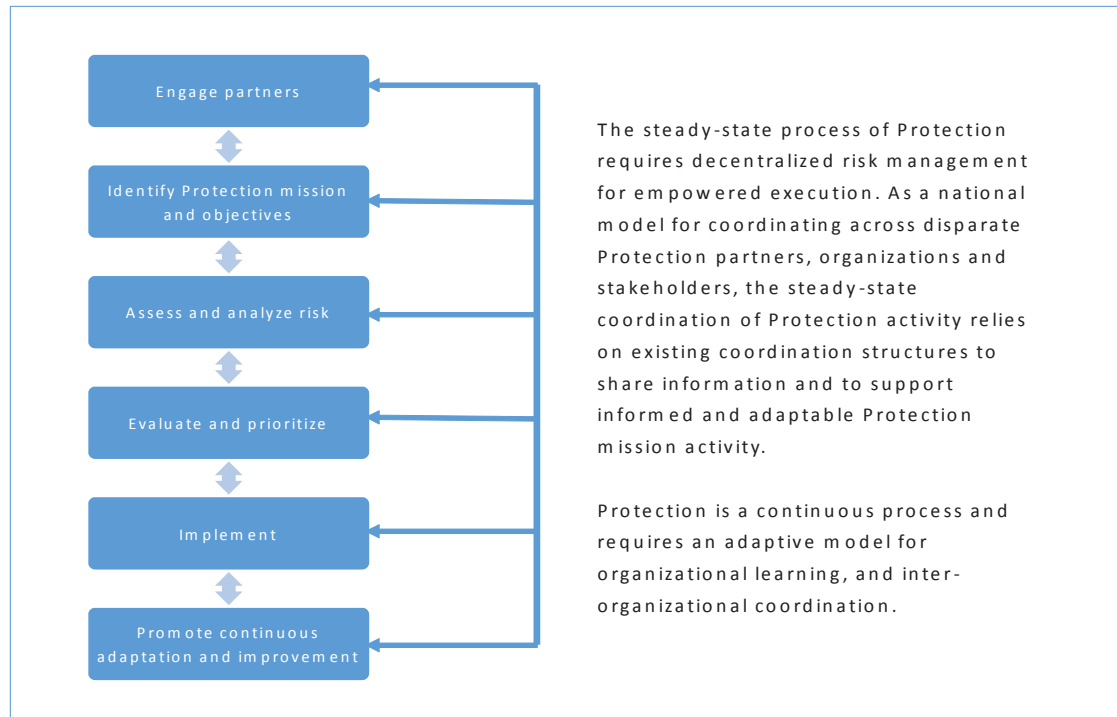 Engage partners
Identify Protection mission
and objectives
Assess and analyze risk
Evaluate and prioritize
Implement
Promote continuous
adaptation and improvement
The steady-state process of Protection
requires decentralized risk management
for empowered execution. As a national
model for coordinating across disparate
Protection partners, organizations and
stakeholders, the steady-state
coordination of Protection activity relies
on existing coordination structures to
share information and to support
informed and adaptable Protection
mission activity.
Protection is a continuous process and
requires an adaptive model for
organizational learning, and inter-
organizational coordination.